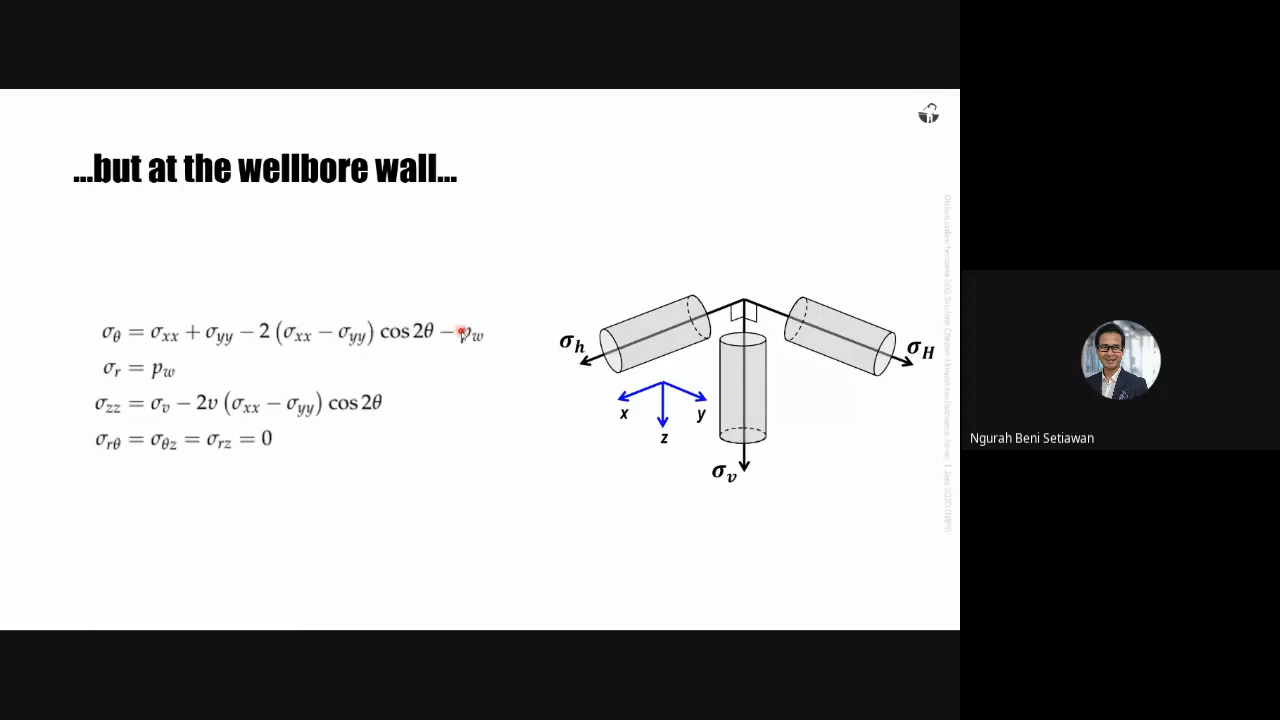 ...but at the wellbore wall...
σθ = σxx + σyy − 2 (σxx − σyy) cos 2θ − pw
σr = pw
σzz = σv − 2ν (σxx − σyy) cos 2θ
σrθ = σθz = σrz = 0
σh
σH
x
y
z
σv
Ngurah Beni Setiawan